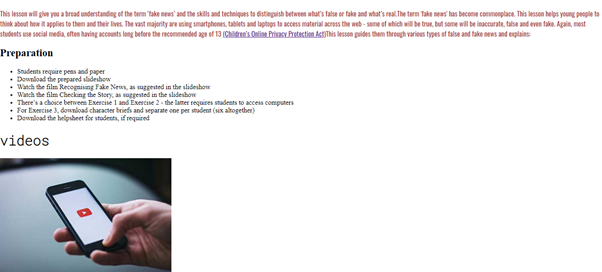 This lesson will give you a broad understanding of the term 'fake news' and the skills and techniques to distinguish between what's false or fake and what's real.The term 'fake news' has become commonplace. This lesson helps young people to
think about how it applies to them and their lives. The vast majority are using smartphones, tablets and laptops to access material across the web - some of which will be true, but some will be inaccurate, false and even fake. Again, most
students use social media, often having accounts long before the recommended age of 13 (Children's Online Privacy Protection Act)This lesson guides them through various types of false and fake news and explains:
Preparation
Students require pens and paper
Download the prepared slideshow
Watch the film Recognising Fake News, as suggested in the slideshow
Watch the film Checking the Story, as suggested in the slideshow
There's a choice between Exercise 1 and Exercise 2 - the latter requires students to access computers
For Exercise 3, download character briefs and separate one per student (six altogether)
Download the helpsheet for students, if required
videos